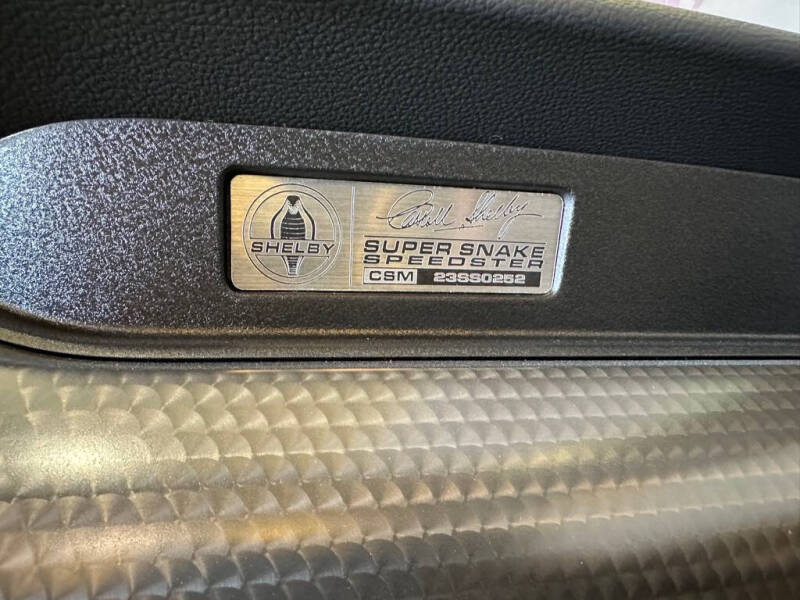 SHELBY
Carroll Shelby
SUPER SNAKE
SPEEDSTER
CSM 23SS0252